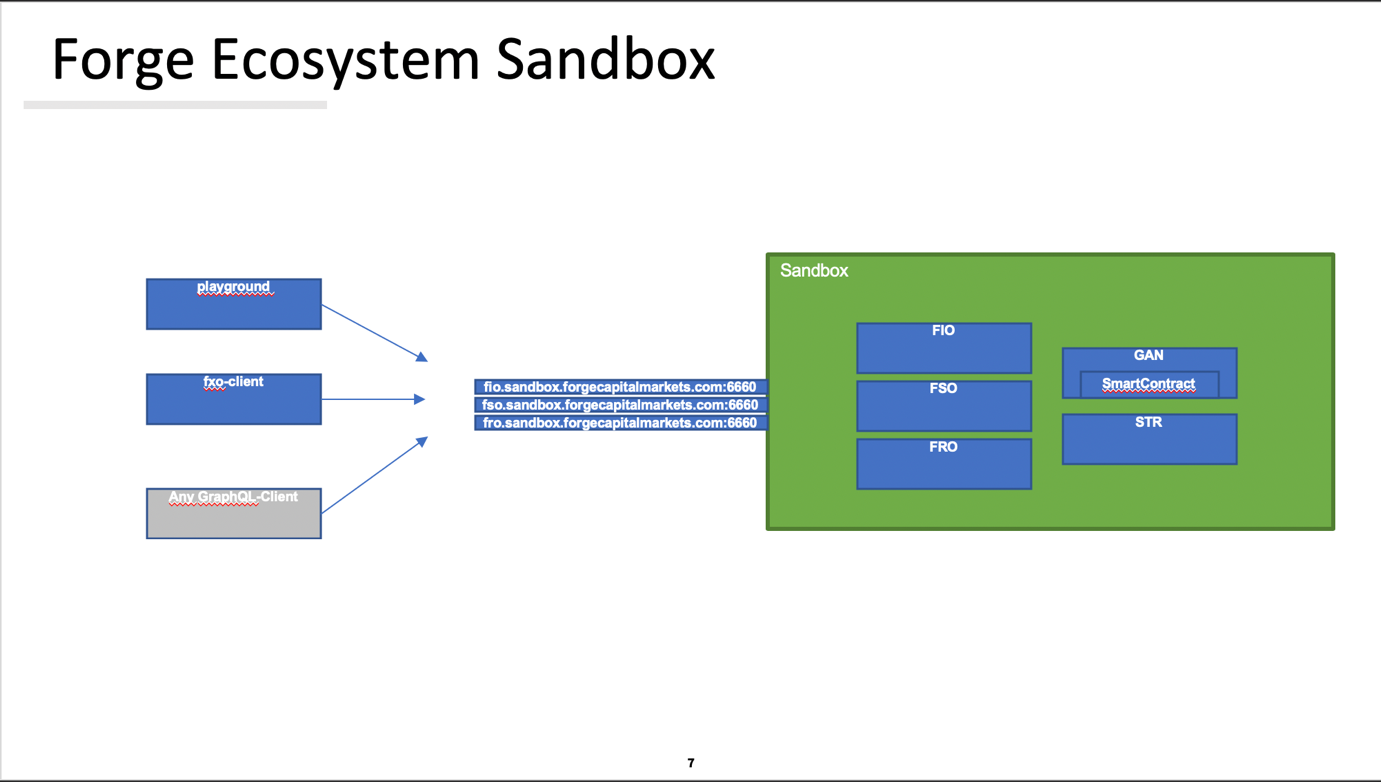 Forge Ecosystem Sandbox
playground
fxo-client
Any GraphQL-Client
fio.sandbox.forgecapitalmarkets.com:6660
fso.sandbox.forgecapitalmarkets.com:6660
fro.sandbox.forgecapitalmarkets.com:6660
Sandbox
FIO
FSO
FRO
GAN
SmartContract
STR
7